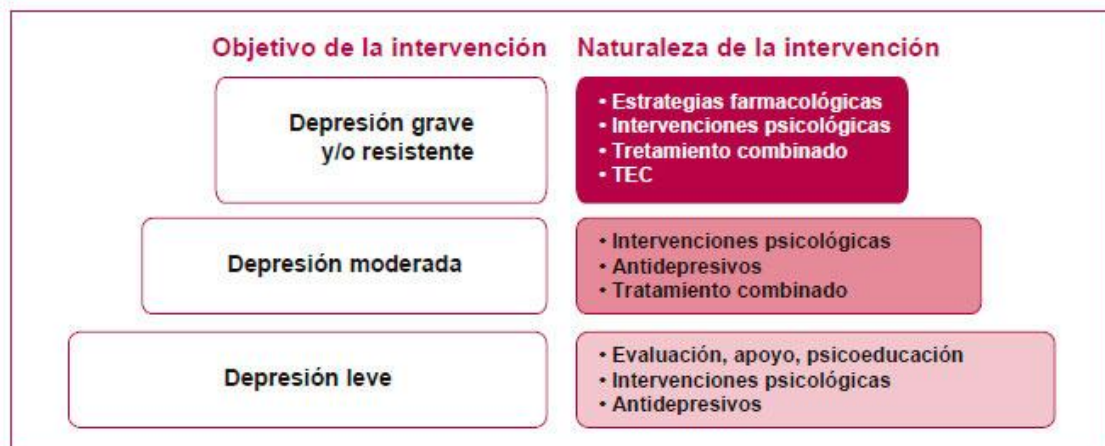 Objetivo de la intervención
Naturaleza de la intervención
Depresión grave
y/o resistente
• Estrategias farmacológicas
• Intervenciones psicológicas
• Tretamiento combinado
• TEC
Depresión moderada
• Intervenciones psicológicas
• Antidepresivos
• Tratamiento combinado
Depresión leve
• Evaluación, apoyo, psicoeducación
• Intervenciones psicológicas
• Antidepresivos